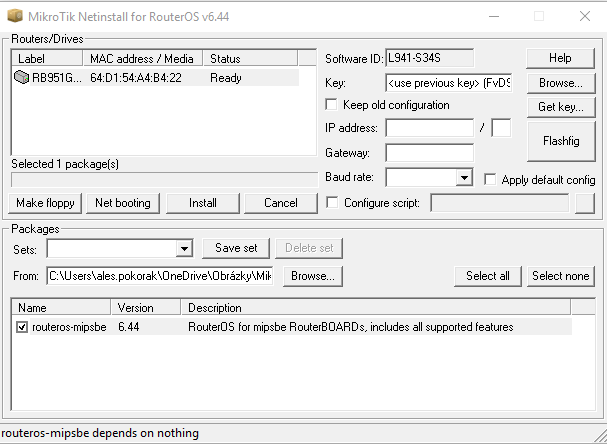 MikroTik Netinstall for RouterOS v6.44
Routers/Drives
Label MAC address / Media Status
RB951G... 64:D1:54:A4:B4:22 Ready
Software ID: L941-S34S Help
Key: <use previous key> (FvDS Browse...
Keep old configuration Get key...
IP address: / Flashfig
Gateway:
Selected 1 package(s)
Baud rate: Apply default config
Make floppy Net booting Install Cancel Configure script:
Packages
Sets: Save set Delete set
From: C:\Users\ales.pokorak\OneDrive\Obrázky\Mik Browse... Select all Select none
Name Version Description
routeros-mipsbe 6.44 RouterOS for mipsbe RouterBOARDs, includes all supported features
routeros-mipsbe depends on nothing